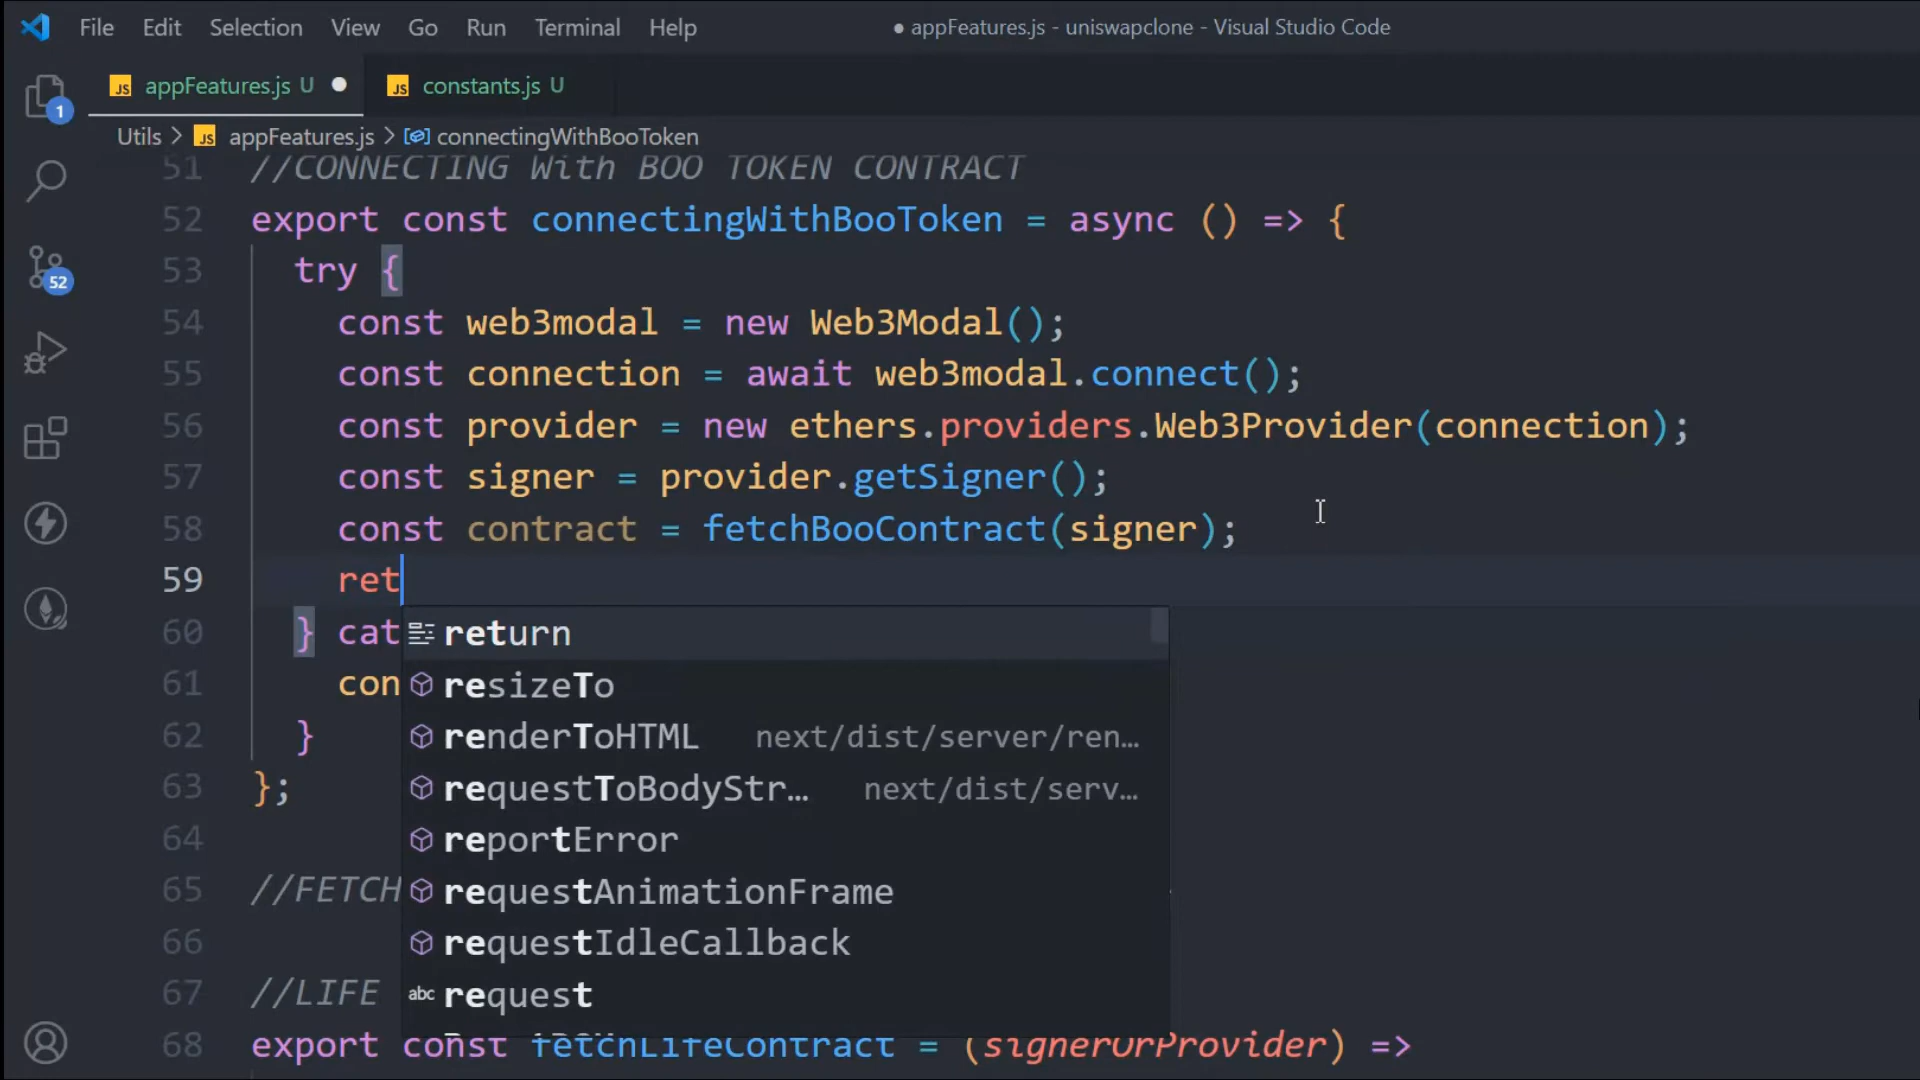 File Edit Selection View Go Run Terminal Help ● appFeatures.js - uniswapclone - Visual Studio Code
JS appFeatures.js U ● JS constants.js U
1
Utils > JS appFeatures.js > connectingWithBooToken
51 //CONNECTING With BOO TOKEN CONTRACT
52 export const connectingWithBooToken = async () => {
53 try {
54 const web3modal = new Web3Modal();
55 const connection = await web3modal.connect();
56 const provider = new ethers.providers.Web3Provider(connection);
57 const signer = provider.getSigner();
58 const contract = fetchBooContract(signer);
59 ret
60 } cat
61 con
62 }
63 };
64
65 //FETCH
66
67 //LIFE
68 export const fetchLifeContract = (signerOrProvider) =>
52
return
resizeTo
renderToHTML next/dist/server/ren…
requestToBodyStr… next/dist/serv…
reportError
requestAnimationFrame
requestIdleCallback
abc request